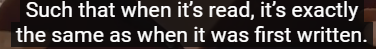 Such that when it's read, it's exactly
the same as when it was first written.